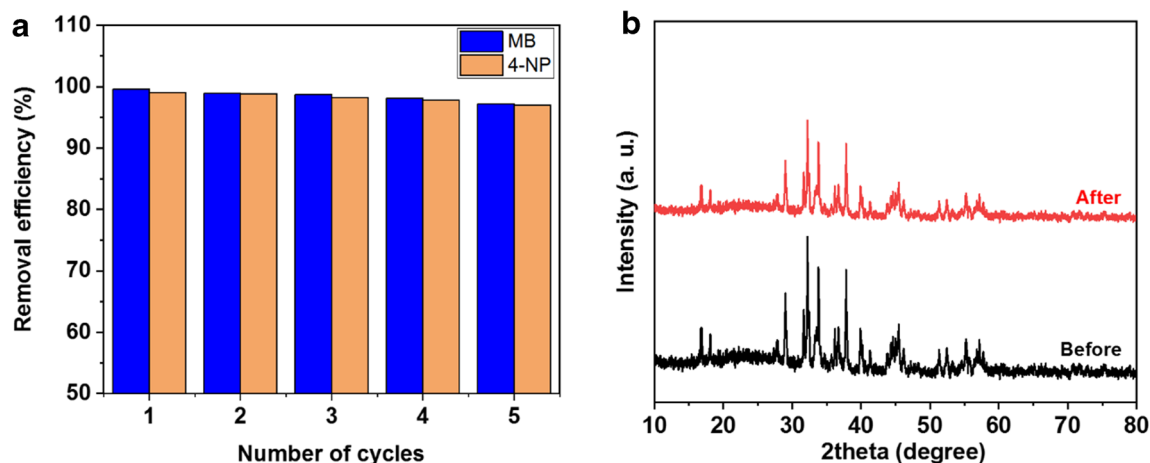 a
110
100
90
80
70
60
50
Removal efficiency (%)
MB
4-NP
1 2 3 4 5
Number of cycles
b
Intensity (a. u.)
After
Before
10 20 30 40 50 60 70 80
2theta (degree)